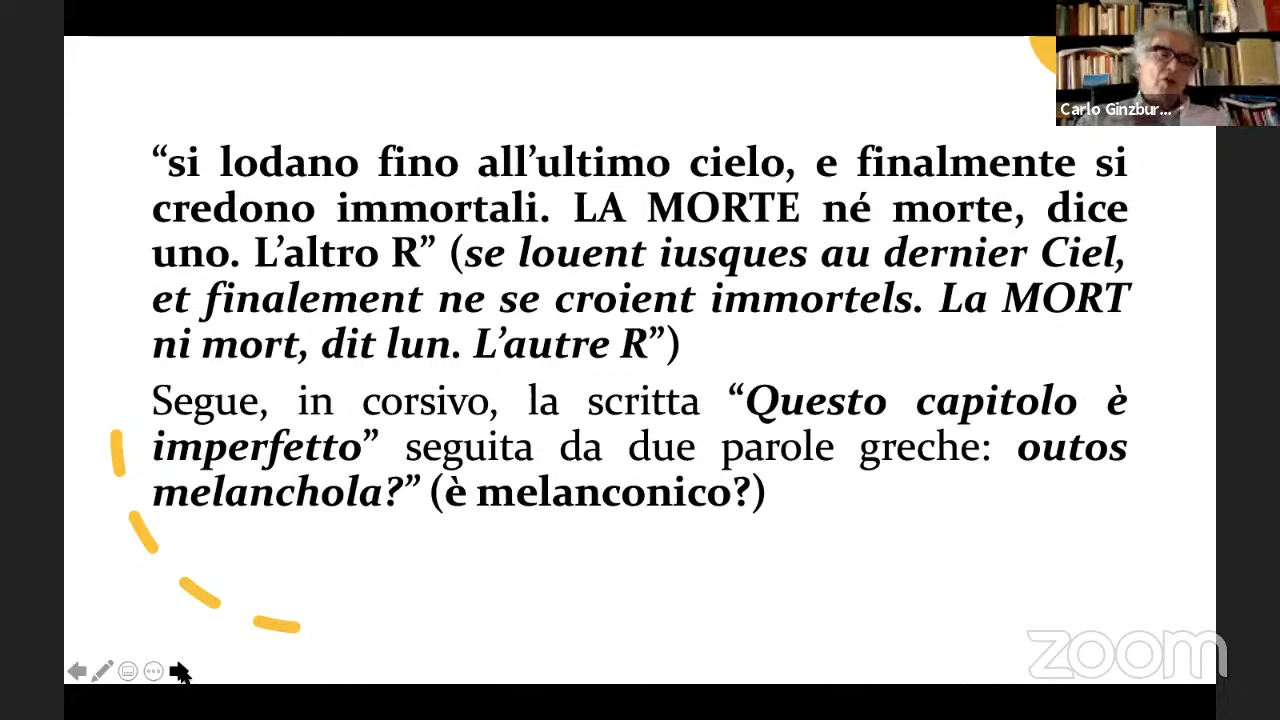 Carlo Ginzbur...
“si lodano fino all’ultimo cielo, e finalmente si
credono immortali. LA MORTE né morte, dice
uno. L’altro R” (se louent iusques au dernier Ciel,
et finalement ne se croient immortels. La MORT
ni mort, dit lun. L’autre R”)
Segue, in corsivo, la scritta “Questo capitolo è
imperfetto” seguita da due parole greche: outos
melanchola?” (è melanconico?)
zoom